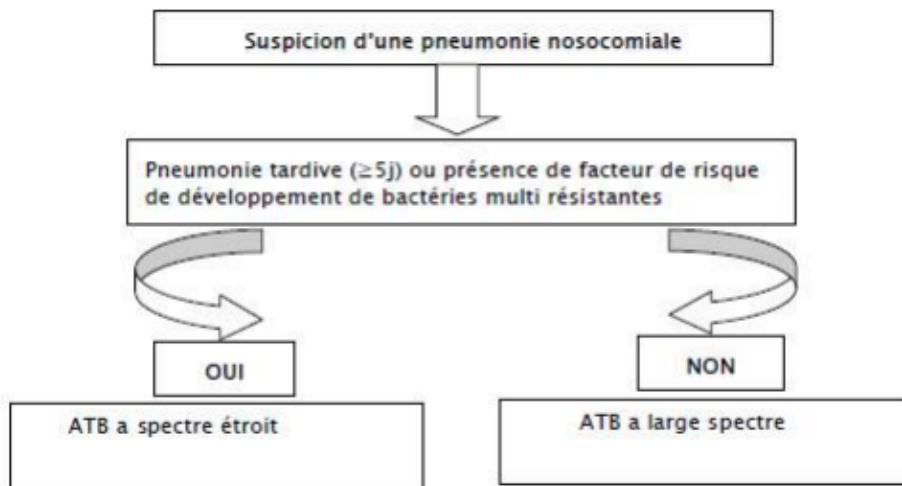 Suspicion d'une pneumonie nosocomiale
Pneumonie tardive (≥5j) ou présence de facteur de risque
de développement de bactéries multi résistantes
OUI
NON
ATB a spectre étroit
ATB a large spectre